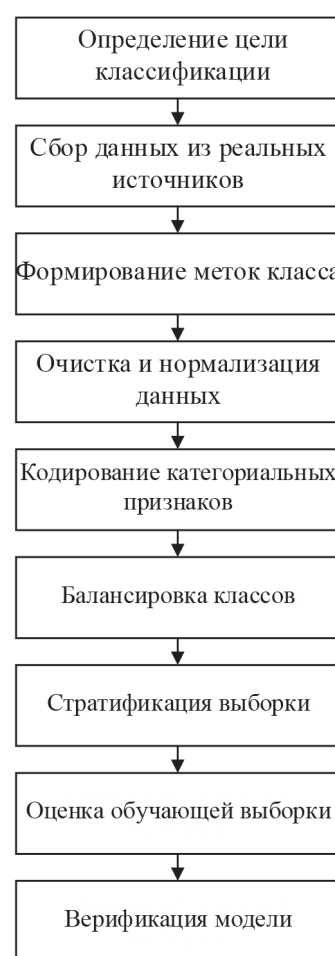 Определение цели
классификации
Сбор данных из реальных
источников
Формирование меток класса
Очистка и нормализация
данных
Кодирование категориальных
признаков
Балансировка классов
Стратификация выборки
Оценка обучающей выборки
Верификация модели